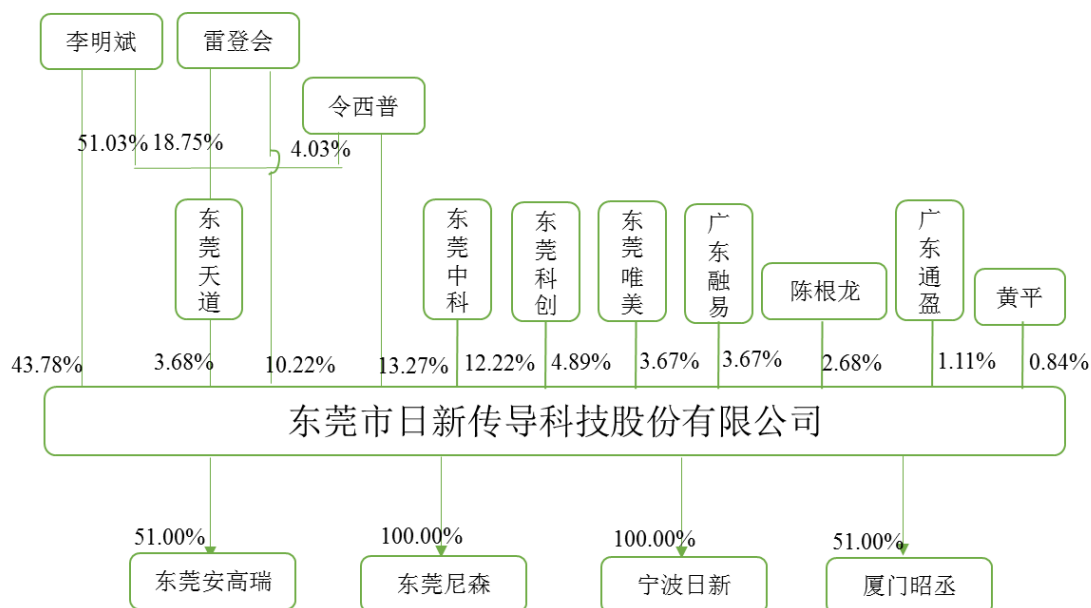 李明斌
雷登会
令西普
51.03%
18.75%
4.03%
东莞天道
东莞中科
东莞科创
东莞唯美
广东融易
陈根龙
广东通盈
黄平
43.78%
3.68%
10.22%
13.27%
12.22%
4.89%
3.67%
3.67%
2.68%
1.11%
0.84%
东莞市日新传导科技股份有限公司
51.00%
100.00%
100.00%
51.00%
东莞安高瑞
东莞尼森
宁波日新
厦门昭丞